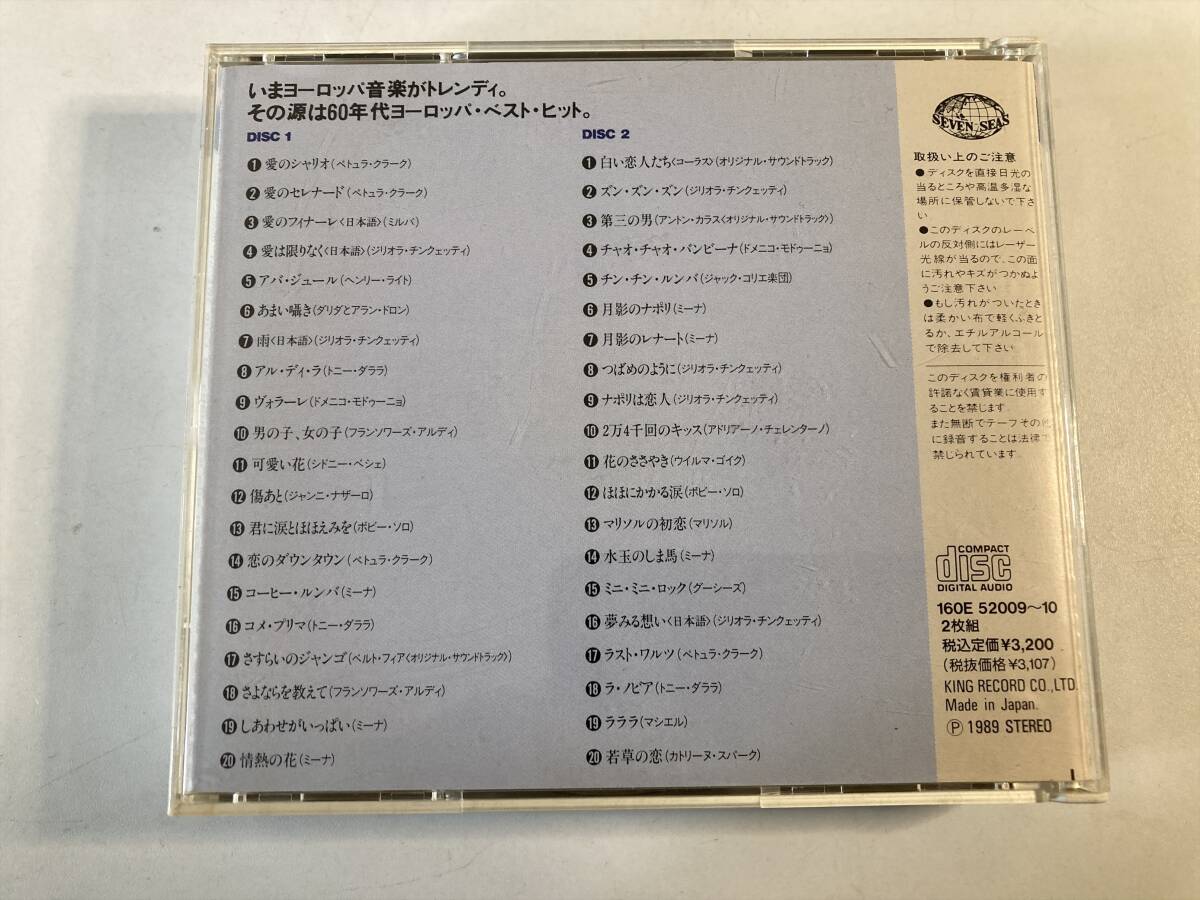 いまヨーロッパ音楽がトレンディ。
その源は60年代ヨーロッパ・ベスト・ヒット。
DISC 1
❶愛のシャリオ(ペトュラ・クラーク)
❷愛のセレナード(ペトュラ・クラーク)
❸愛のフィナーレ〈日本語〉(ミルバ)
❹愛は限りなく〈日本語〉(ジリオラ・チンクェッティ)
❺アバ・ジュール(ヘンリー・ライト)
❻あまい囁き(ダリダとアラン・ドロン)
❼雨〈日本語〉(ジリオラ・チンクェッティ)
❽アル・ディ・ラ(トニー・ダララ)
❾ヴォラーレ(ドメニコ・モドゥーニョ)
❿男の子、女の子(フランソワーズ・アルディ)
⓫可愛い花(シドニー・ベシェ)
⓬傷あと(ジャンニ・ナザーロ)
⓭君に涙とほほえみを(ボビー・ソロ)
⓮恋のダウンタウン(ペトュラ・クラーク)
⓯コーヒー・ルンバ(ミーナ)
⓰コメ・プリマ(トニー・ダララ)
⓱さすらいのジャンゴ(ベルト・フィア〈オリジナル・サウンドトラック〉)
⓲さよならを教えて(フランソワーズ・アルディ)
⓳しあわせがいっぱい(ミーナ)
⓴情熱の花(ミーナ)
DISC 2
❶白い恋人たち〈コーラス〉(オリジナル・サウンドトラック)
❷ズン・ズン・ズン(ジリオラ・チンクェッティ)
❸第三の男(アントン・カラス〈オリジナル・サウンドトラック〉)
❹チャオ・チャオ・バンビーナ(ドメニコ・モドゥーニョ)
❺チン・チン・ルンバ(ジャック・コリエ楽団)
❻月影のナポリ(ミーナ)
❼月影のレナート(ミーナ)
❽つばめのように(ジリオラ・チンクェッティ)
❾ナポリは恋人(ジリオラ・チンクェッティ)
❿2万4千回のキッス(アドリアーノ・チェレンターノ)
⓫花のささやき(ウイルマ・ゴイク)
⓬ほほにかかる涙(ボビー・ソロ)
⓭マリソルの初恋(マリソル)
⓮水玉のしま馬(ミーナ)
⓯ミニ・ミニ・ロック(グーシーズ)
⓰夢みる想い〈日本語〉(ジリオラ・チンクェッティ)
⓱ラスト・ワルツ(ペトュラ・クラーク)
⓲ラ・ノビア(トニー・ダララ)
⓳ラララ(マシエル)
⓴若草の恋(カトリーヌ・スパーク)
SEVEN SEAS
取扱い上のご注意
●ディスクを直接日光の
当るところや高温多湿な
場所に保管しないで下さ
い
●このディスクのレーベ
ルの反対側にはレーザー
光線が当るので、この面
に汚れやキズがつかぬよ
うご注意下さい
●もし汚れがついたとき
は柔かい布で軽くふきと
るか、エチルアルコール
で除去して下さい
このディスクを権利者の
許諾なく賃貸業に使用す
ることを禁じます.
また無断でテープその他
に録音することは法律で
禁じられています.
COMPACT
disc
DIGITAL AUDIO
160E 52009〜10
2枚組
税込定価¥3,200
(税抜価格¥3,107)
KING RECORD CO.,LTD.
Made in Japan.
Ⓟ 1989 STEREO